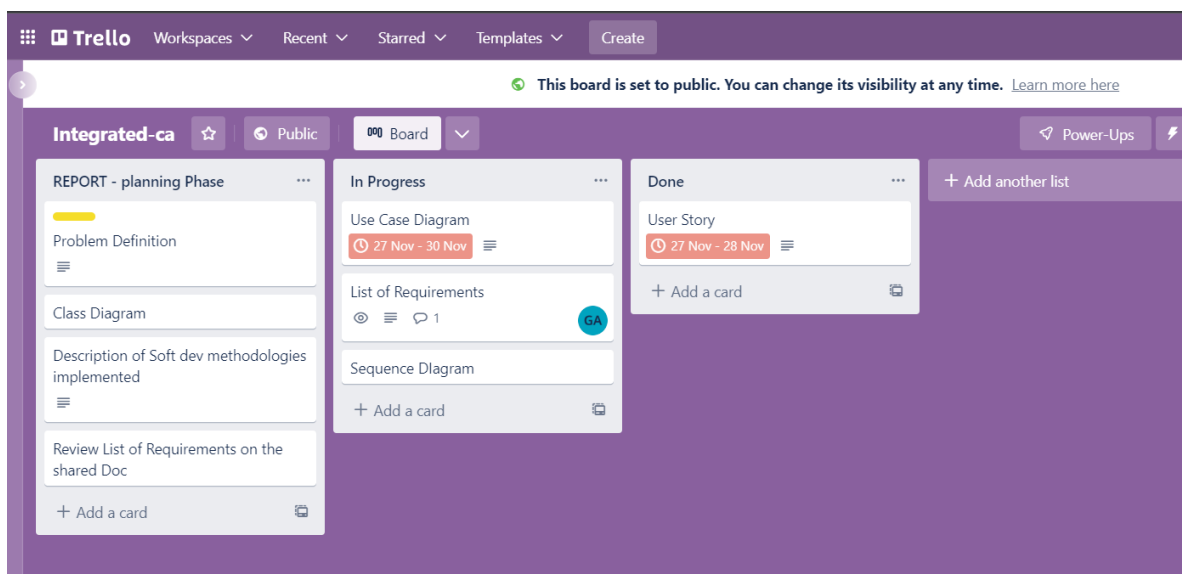 Trello Workspaces Recent Starred Templates Create
This board is set to public. You can change its visibility at any time. Learn more here
Integrated-ca Public Board Power-Ups
REPORT - planning Phase
Problem Definition
Class Diagram
Description of Soft dev methodologies
implemented
Review List of Requirements on the
shared Doc
+ Add a card
In Progress
Use Case Diagram
27 Nov - 30 Nov
List of Requirements
1
GA
Sequence DIagram
+ Add a card
Done
User Story
27 Nov - 28 Nov
+ Add a card
+ Add another list